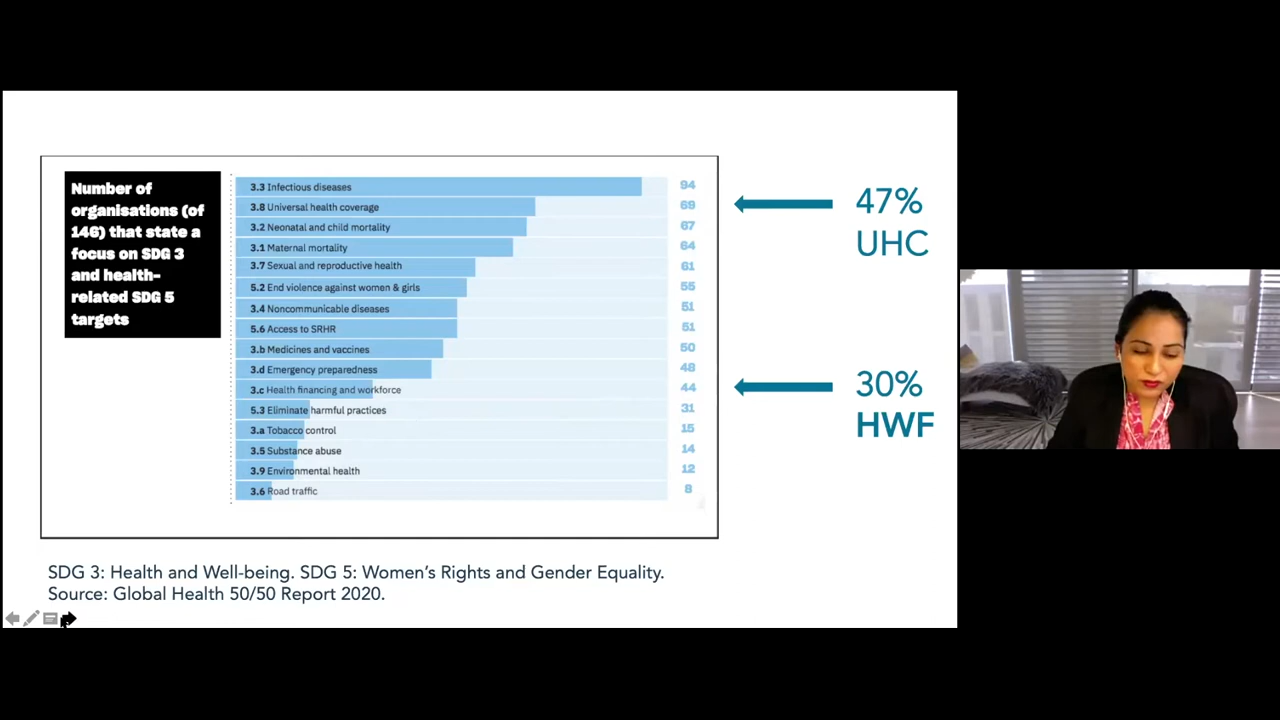 Number of
organisations (of
146) that state a
focus on SDG 3
and health-
related SDG 5
targets
3.3 Infectious diseases 94
3.8 Universal health coverage 69
3.2 Neonatal and child mortality 67
3.1 Maternal mortality 64
3.7 Sexual and reproductive health 61
5.2 End violence against women & girls 55
3.4 Noncommunicable diseases 51
5.6 Access to SRHR 51
3.b Medicines and vaccines 50
3.d Emergency preparedness 48
3.c Health financing and workforce 44
5.3 Eliminate harmful practices 31
3.a Tobacco control 15
3.5 Substance abuse 14
3.9 Environmental health 12
3.6 Road traffic 8
47%
UHC
30%
HWF
SDG 3: Health and Well-being. SDG 5: Women’s Rights and Gender Equality.
Source: Global Health 50/50 Report 2020.